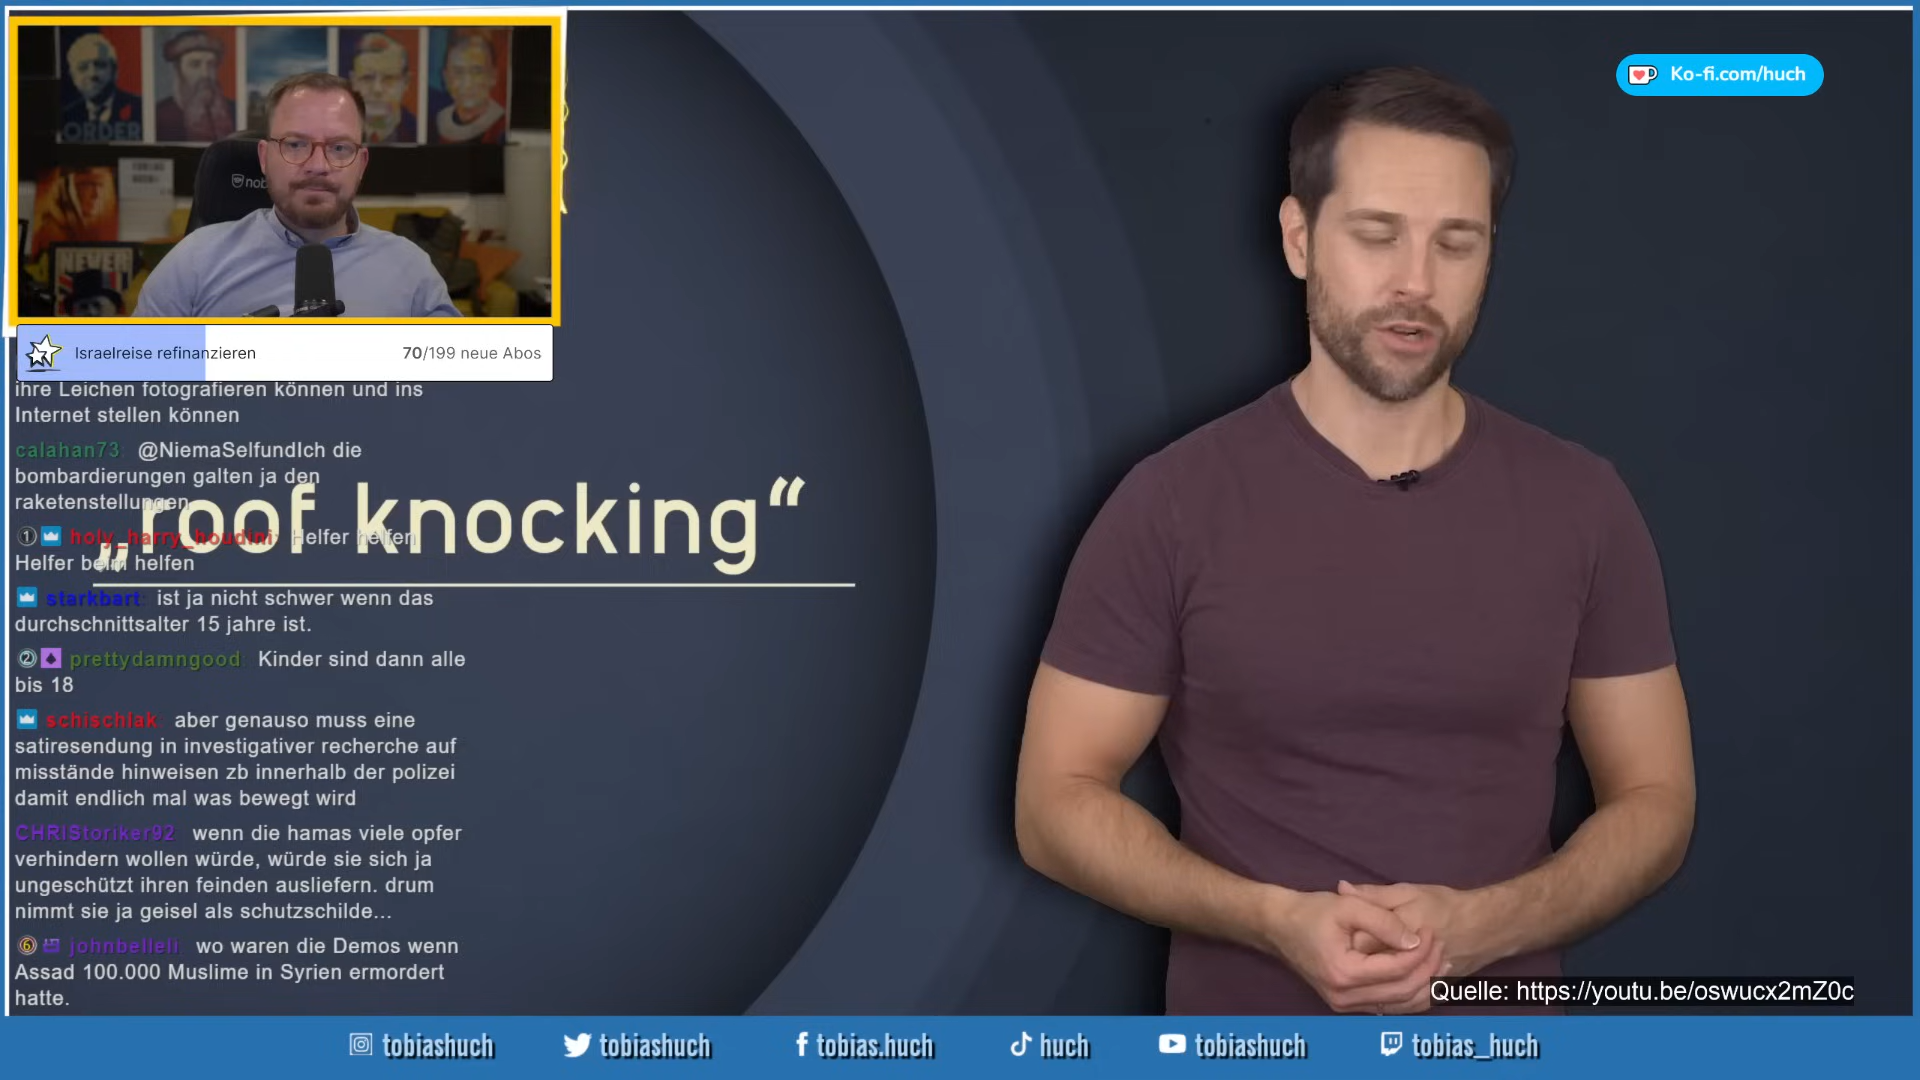 ORDER
nob
NEVER
Ko-fi.com/huch
Israelreise refinanzieren
70/199 neue Abos
ihre Leichen fotografieren können und ins
Internet stellen können
calahan73: @NiemaSelfundIch die
bombardierungen galten ja den
raketenstellungen
„roof knocking“
holy_harry_houdini: Helfer helfen
Helfer beim helfen
starkbart: ist ja nicht schwer wenn das
durchschnittsalter 15 jahre ist.
prettydamngood: Kinder sind dann alle
bis 18
schischlak: aber genauso muss eine
satiresendung in investigativer recherche auf
misstände hinweisen zb innerhalb der polizei
damit endlich mal was bewegt wird
CHRIStoriker92: wenn die hamas viele opfer
verhindern wollen würde, würde sie sich ja
ungeschützt ihren feinden ausliefern. drum
nimmt sie ja geisel als schutzschilde...
johnbelleli: wo waren die Demos wenn
Assad 100.000 Muslime in Syrien ermordert
hatte.
Quelle: https://youtu.be/oswucx2mZ0c
tobiashuch
tobiashuch
tobias.huch
huch
tobiashuch
tobias_huch